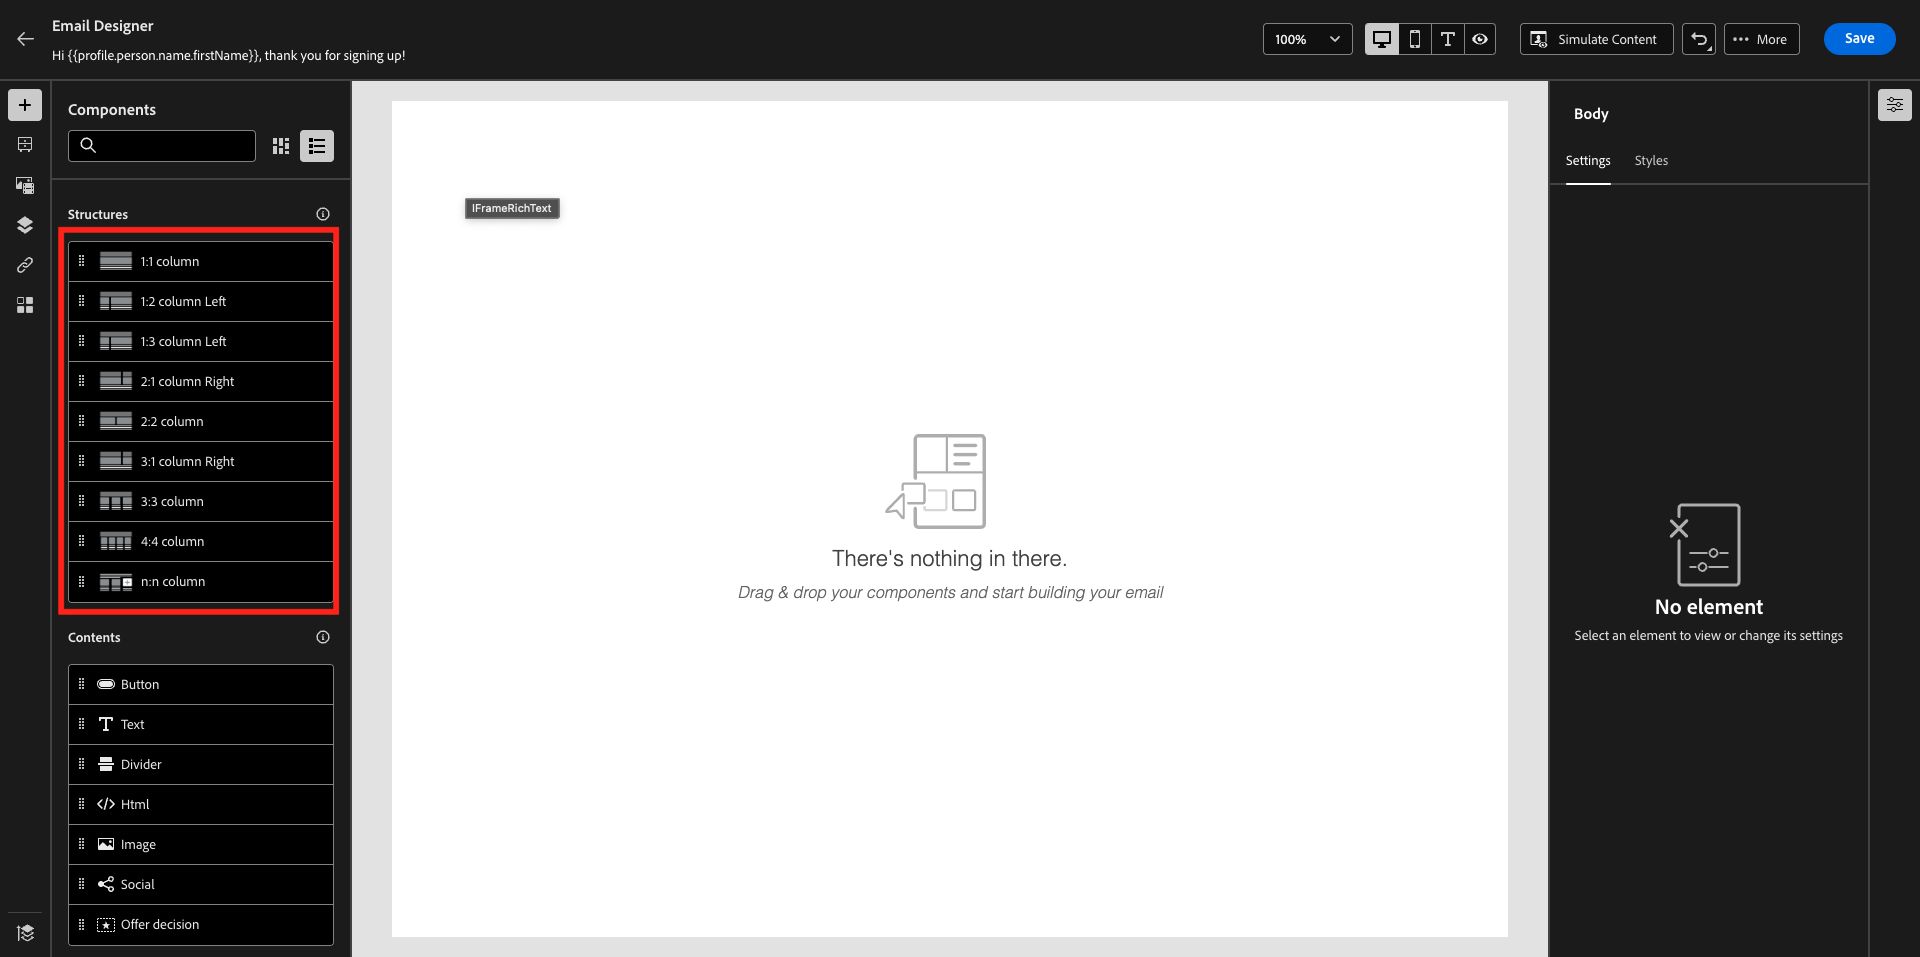 Email Designer
Hi {{profile.person.name.firstName}}, thank you for signing up!
100%
Simulate Content
More
Save
Components
Structures
1:1 column
1:2 column Left
1:3 column Left
2:1 column Right
2:2 column
3:1 column Right
3:3 column
4:4 column
n:n column
Contents
Button
Text
Divider
Html
Image
Social
Offer decision
IFrameRichText
There's nothing in there.
Drag & drop your components and start building your email
Body
Settings
Styles
No element
Select an element to view or change its settings